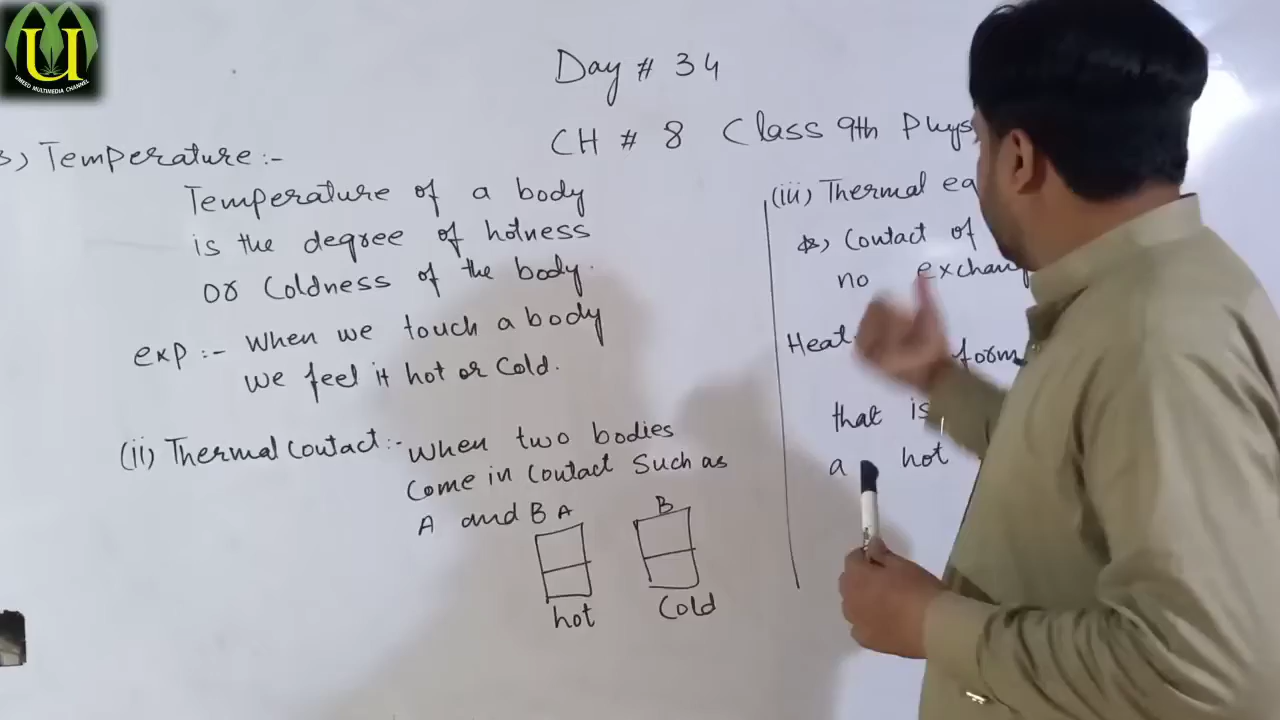 U
UMEED MULTIMEDIA CHANNEL
Day # 34
CH # 8 Class 9th Phys
3) Temperature :-
Temperature of a body
is the degree of hotness
or Coldness of the body.
exp :- When we touch a body
we feel it hot or Cold.
(ii) Thermal Contact :- When two bodies
Come in Contact Such as
A and B
A
B
hot
Cold
(iii) Thermal
Contact of
no
Heat
form
that is
a hot